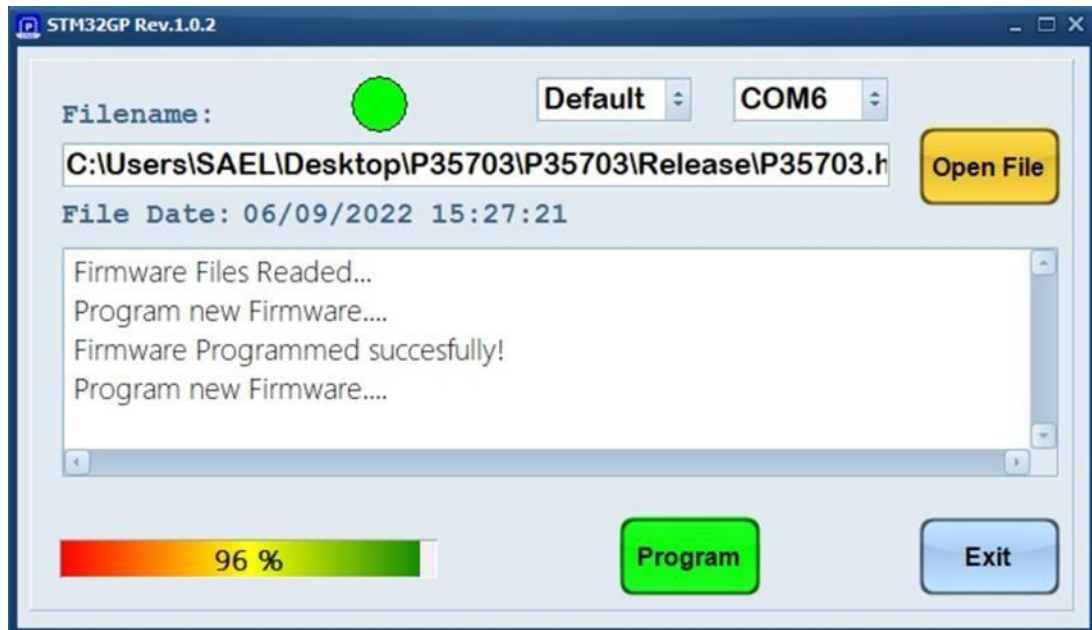 STM32GP Rev.1.0.2
Default
COM6
Filename:
C:\Users\SAEL\Desktop\P35703\P35703\Release\P35703.h
Open File
File Date: 06/09/2022 15:27:21
Firmware Files Readed...
Program new Firmware....
Firmware Programmed succesfully!
Program new Firmware....
96 %
Program
Exit